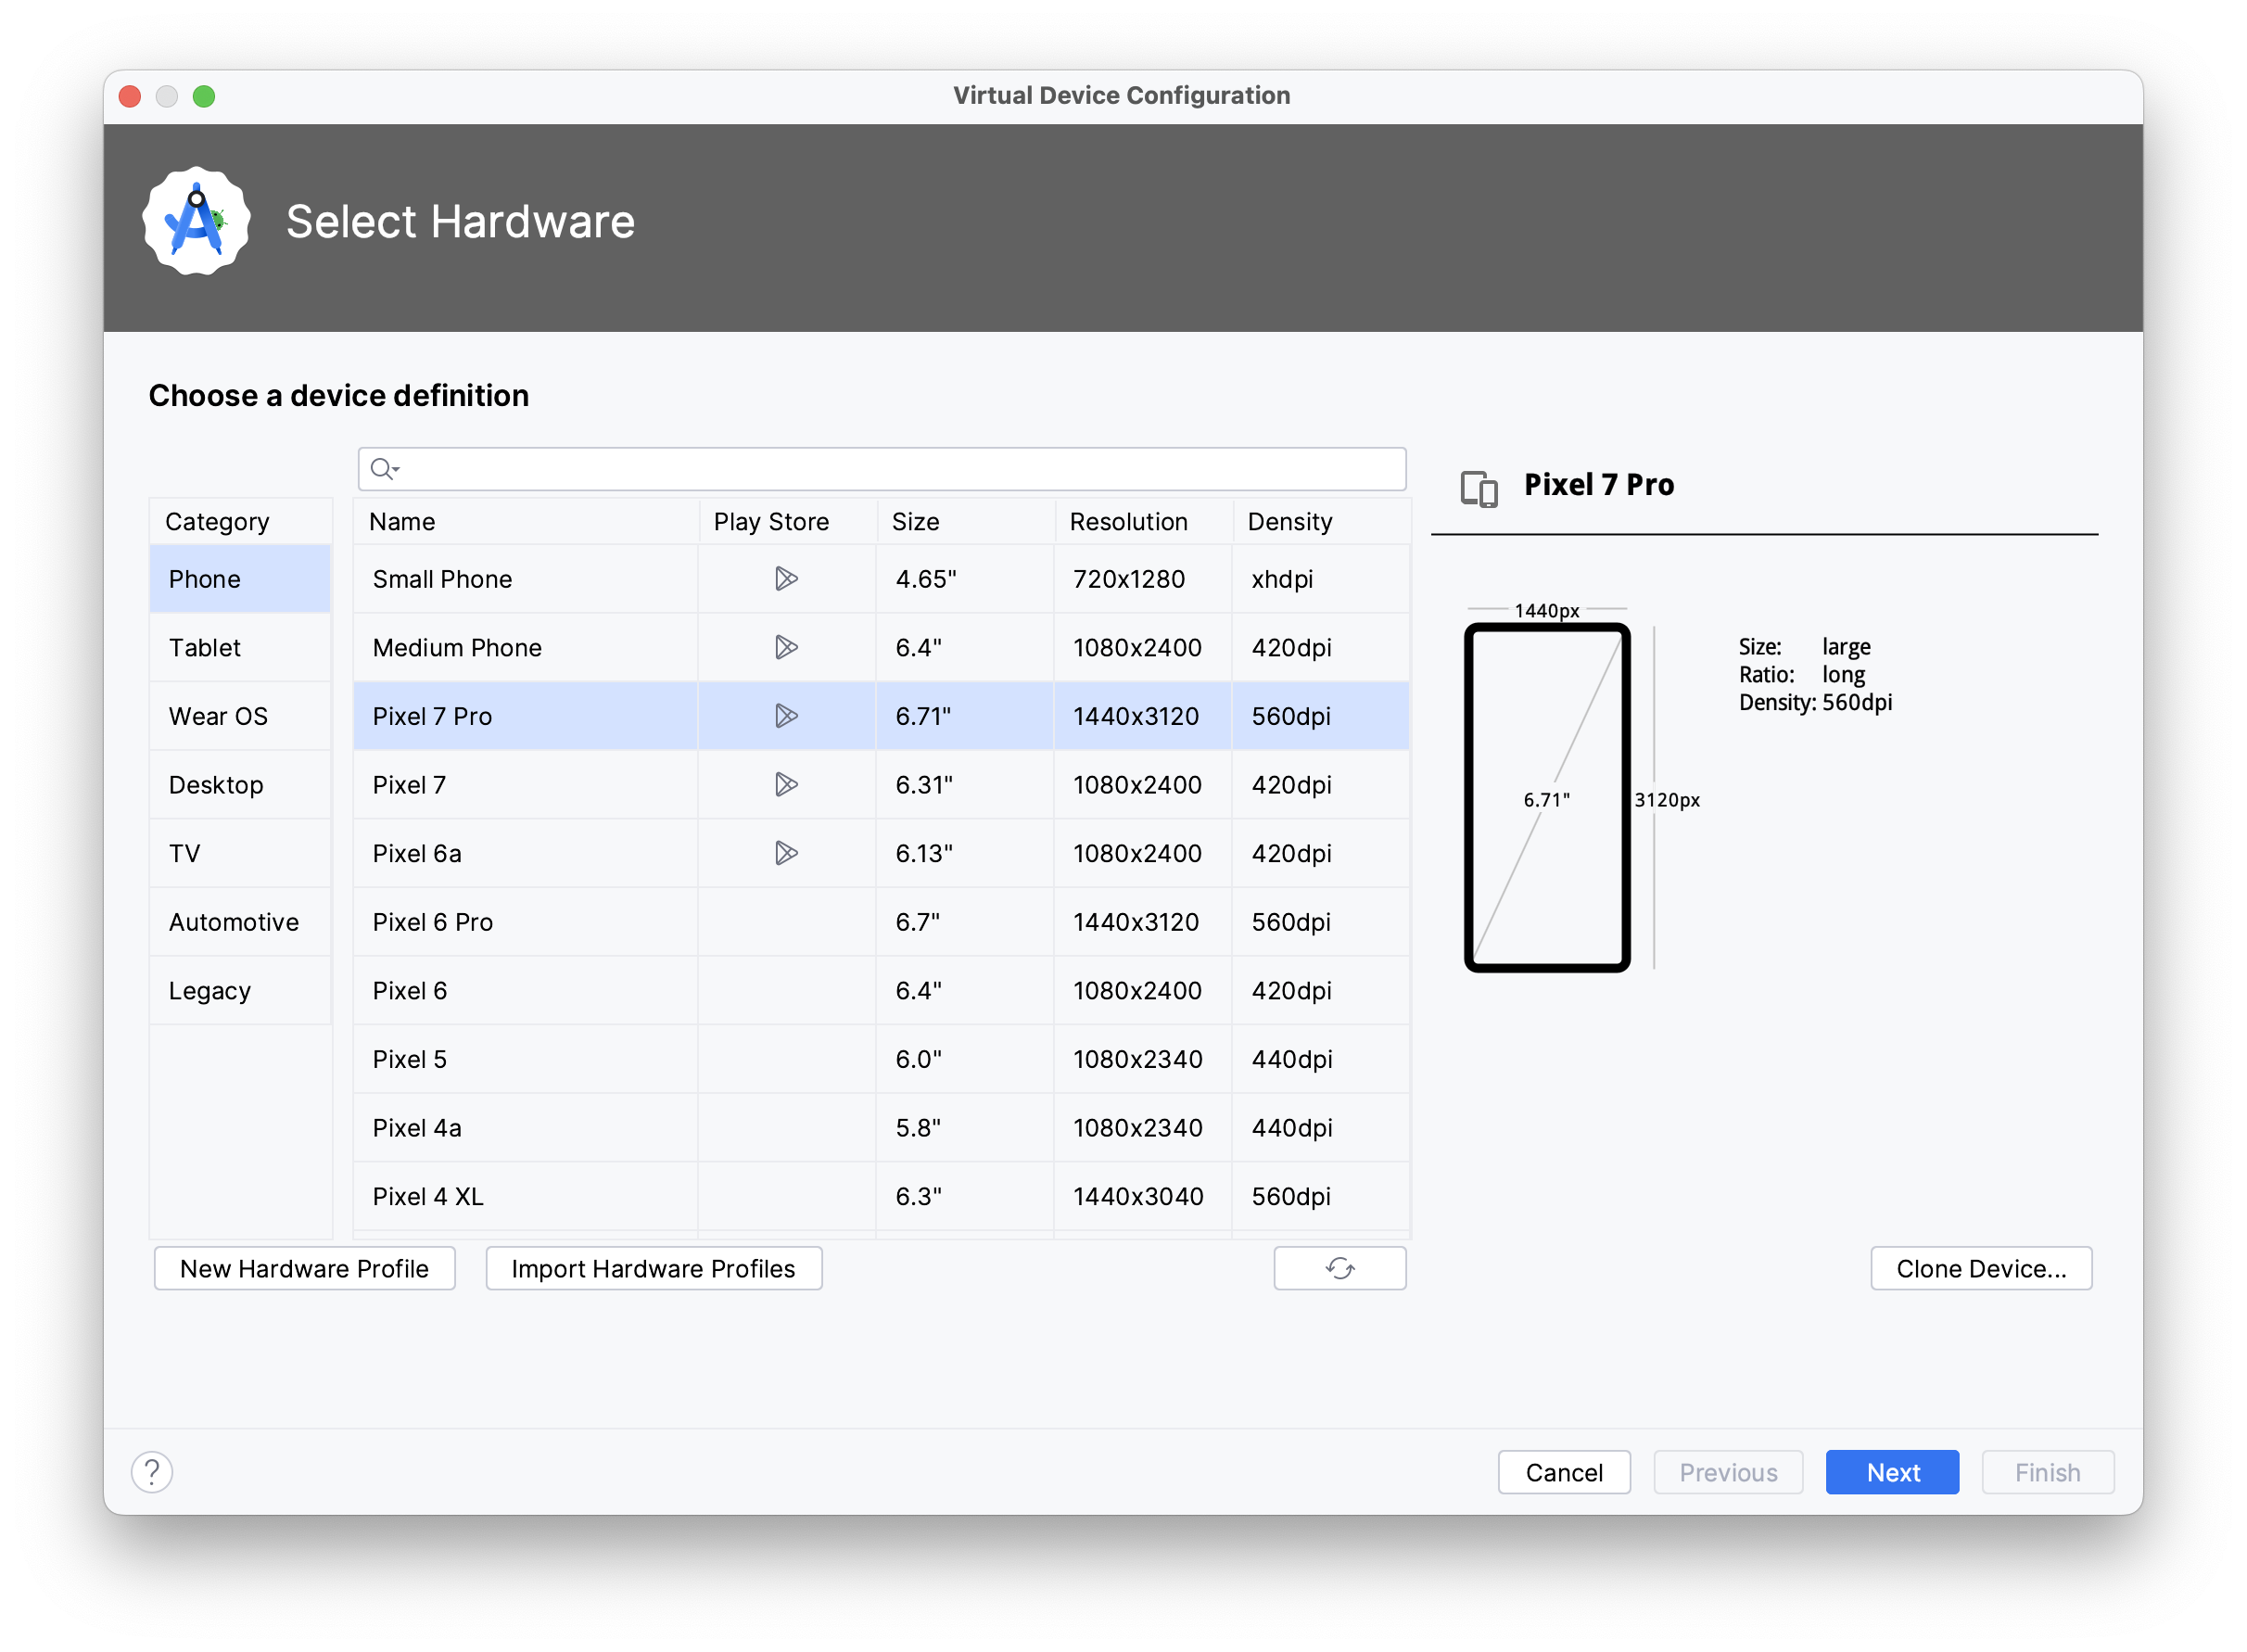 Virtual Device Configuration
Select Hardware
Choose a device definition
Category
Phone
Tablet
Wear OS
Desktop
TV
Automotive
Legacy
Name Play Store Size Resolution Density
Small Phone 4.65" 720x1280 xhdpi
Medium Phone 6.4" 1080x2400 420dpi
Pixel 7 Pro 6.71" 1440x3120 560dpi
Pixel 7 6.31" 1080x2400 420dpi
Pixel 6a 6.13" 1080x2400 420dpi
Pixel 6 Pro 6.7" 1440x3120 560dpi
Pixel 6 6.4" 1080x2400 420dpi
Pixel 5 6.0" 1080x2340 440dpi
Pixel 4a 5.8" 1080x2340 440dpi
Pixel 4 XL 6.3" 1440x3040 560dpi
Pixel 7 Pro
1440px
6.71"
3120px
Size: large
Ratio: long
Density: 560dpi
New Hardware Profile
Import Hardware Profiles
Clone Device...
?
Cancel
Previous
Next
Finish